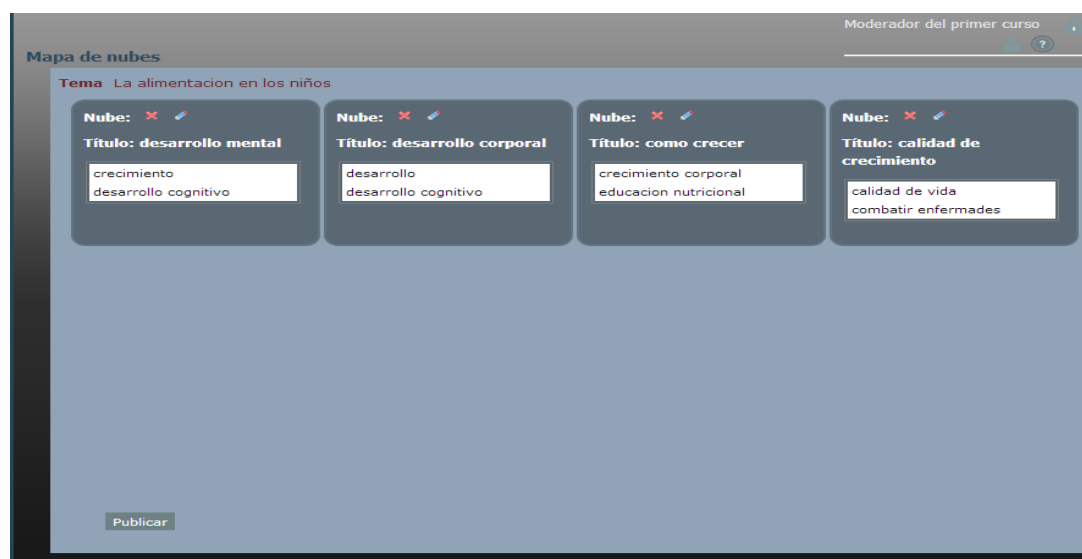 Moderador del primer curso
?
Mapa de nubes
Tema La alimentacion en los niños
Nube:
Título: desarrollo mental
crecimiento
desarrollo cognitivo
Nube:
Título: desarrollo corporal
desarrollo
desarrollo cognitivo
Nube:
Título: como crecer
crecimiento corporal
educacion nutricional
Nube:
Título: calidad de
crecimiento
calidad de vida
combatir enfermades
Publicar